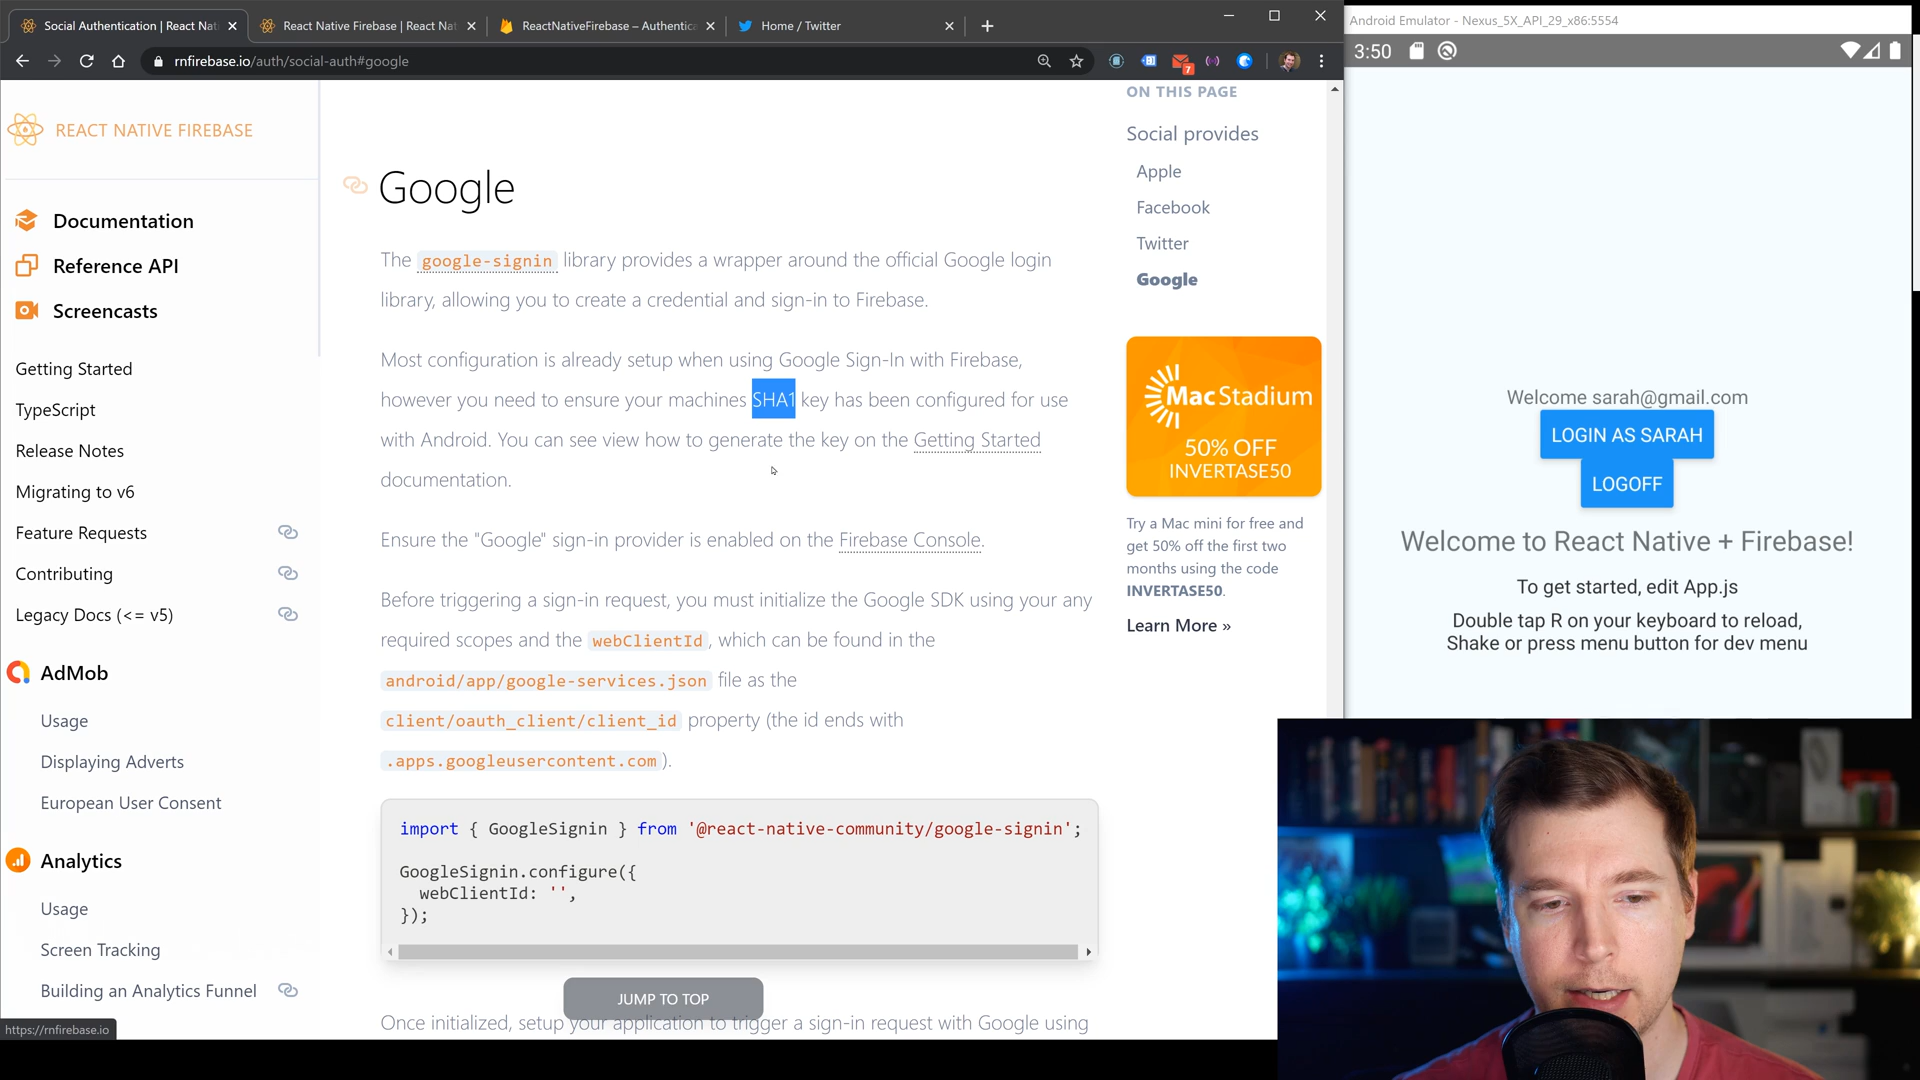 Social Authentication | React Nat
React Native Firebase | React Nat
ReactNativeFirebase – Authentica
Home / Twitter
rnfirebase.io/auth/social-auth#google
7
REACT NATIVE FIREBASE
Documentation
Reference API
Screencasts
Getting Started
TypeScript
Release Notes
Migrating to v6
Feature Requests
Contributing
Legacy Docs (<= v5)
AdMob
Usage
Displaying Adverts
European User Consent
Analytics
Usage
Screen Tracking
Building an Analytics Funnel
https://rnfirebase.io
Google
The google-signin library provides a wrapper around the official Google login
library, allowing you to create a credential and sign-in to Firebase.
Most configuration is already setup when using Google Sign-In with Firebase,
however you need to ensure your machines SHA1 key has been configured for use
with Android. You can see view how to generate the key on the Getting Started
documentation.
Ensure the "Google" sign-in provider is enabled on the Firebase Console.
Before triggering a sign-in request, you must initialize the Google SDK using your any
required scopes and the webClientId, which can be found in the
android/app/google-services.json file as the
client/oauth_client/client_id property (the id ends with
.apps.googleusercontent.com).
import { GoogleSignin } from '@react-native-community/google-signin';
GoogleSignin.configure({
webClientId: '',
});
JUMP TO TOP
Once initialized, setup your application to trigger a sign-in request with Google using
ON THIS PAGE
Social provides
Apple
Facebook
Twitter
Google
MacStadium
50% OFF
INVERTASE50
Try a Mac mini for free and
get 50% off the first two
months using the code
INVERTASE50.
Learn More »
Android Emulator - Nexus_5X_API_29_x86:5554
3:50
Welcome sarah@gmail.com
LOGIN AS SARAH
LOGOFF
Welcome to React Native + Firebase!
To get started, edit App.js
Double tap R on your keyboard to reload,
Shake or press menu button for dev menu